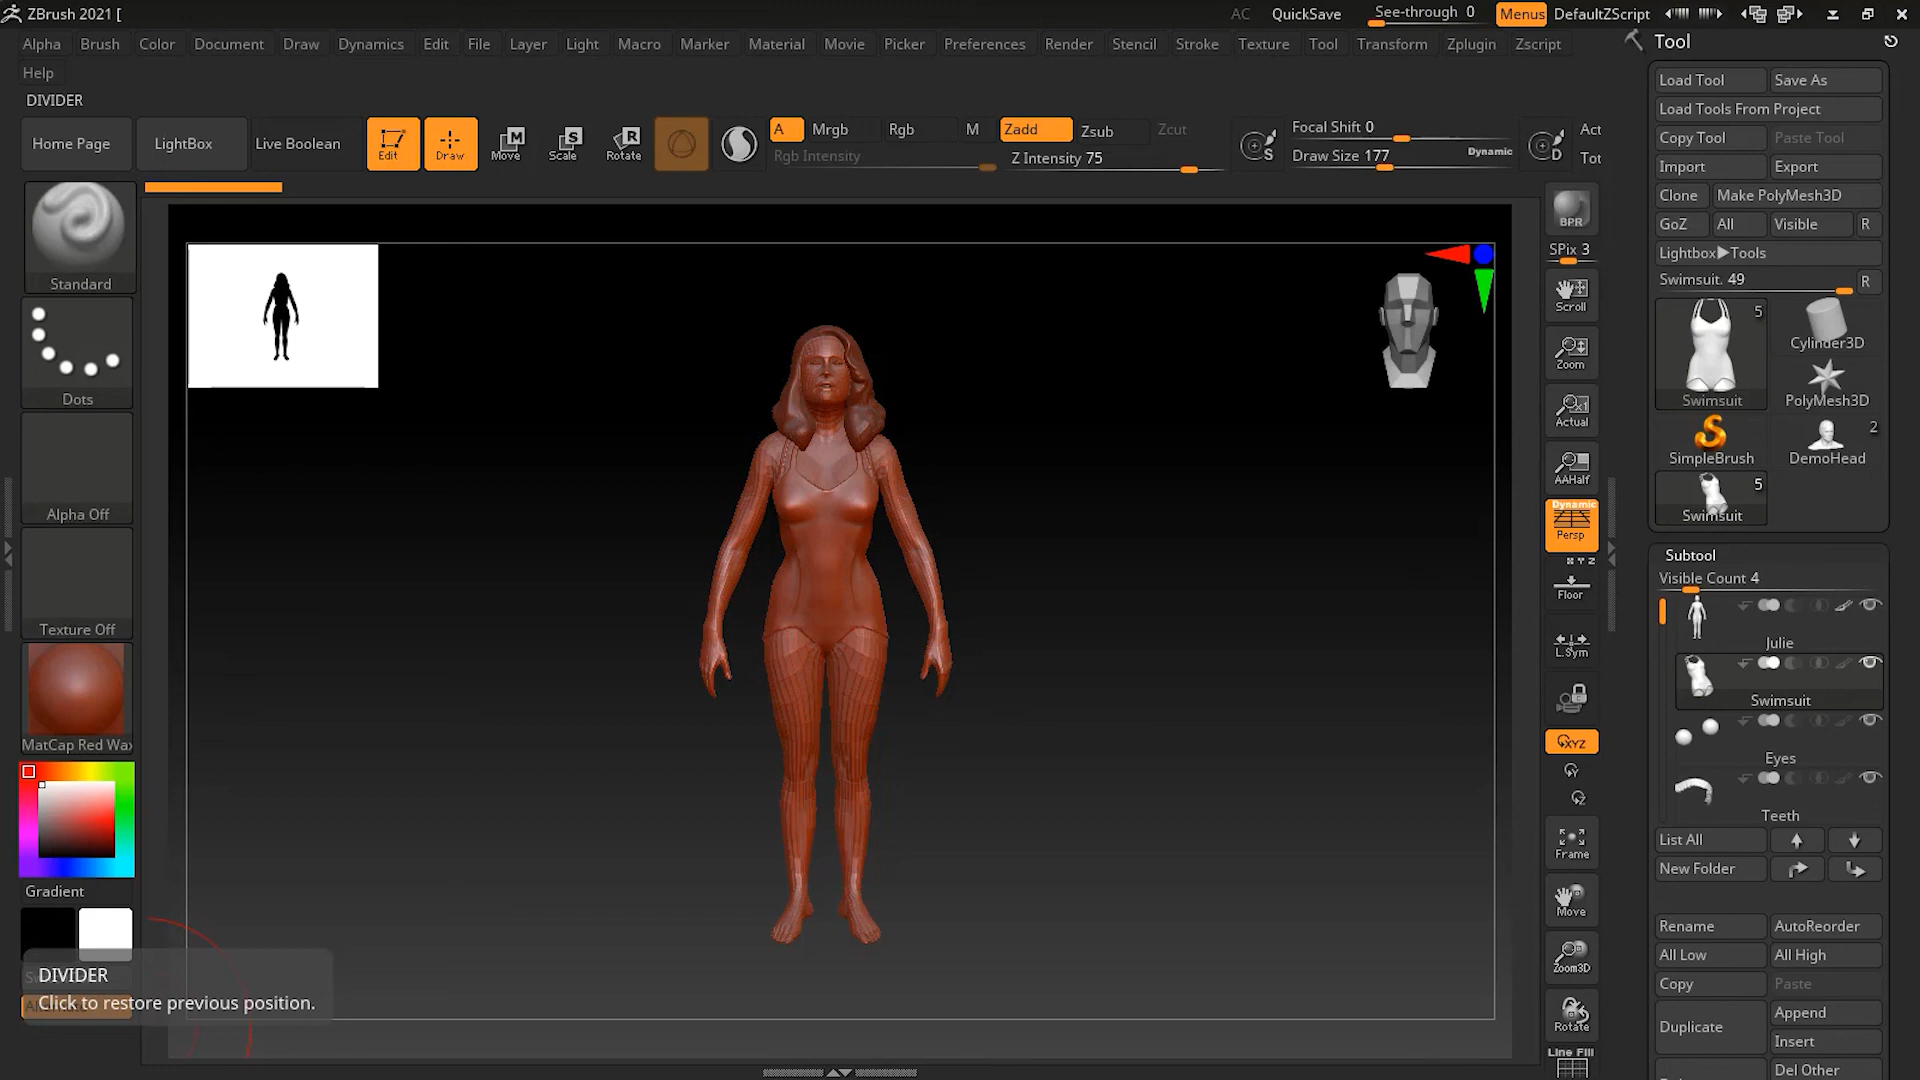 ZBrush 2021 [
AC QuickSave See-through 0 Menus DefaultZScript
Alpha Brush Color Document Draw Dynamics Edit File Layer Light Macro Marker Material Movie Picker Preferences Render Stencil Stroke Texture Tool Transform Zplugin Zscript
Help
DIVIDER
Home Page LightBox Live Boolean Edit Draw Move Scale Rotate
M S R
A Mrgb Rgb M Zadd Zsub Zcut
Rgb Intensity Z Intensity 75
S Focal Shift 0
Draw Size 177 Dynamic D
Act
Tot
Standard
Dots
Alpha Off
Texture Off
MatCap Red Wax
Gradient
DIVIDER
Click to restore previous position.
BPR
SPix 3
Scroll
Zoom
Actual
AAHalf
Dynamic
Persp
X Y Z
Floor
L.Sym
XYZ
Y
Z
Frame
Move
Zoom3D
Rotate
Line Fill
Tool
Load Tool Save As
Load Tools From Project
Copy Tool Paste Tool
Import Export
Clone Make PolyMesh3D
GoZ All Visible R
Lightbox▶Tools
Swimsuit. 49 R
5
Swimsuit
Cylinder3D
PolyMesh3D
SimpleBrush
2
DemoHead
5
Swimsuit
Subtool
Visible Count 4
Julie
Swimsuit
Eyes
Teeth
List All
New Folder
Rename AutoReorder
All Low All High
Copy Paste
Duplicate Append
Insert
Del Other